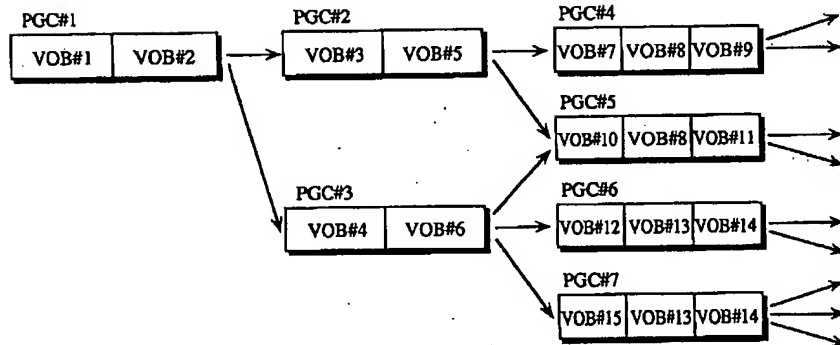 PGC#1
VOB#1 VOB#2
PGC#2
VOB#3 VOB#5
PGC#4
VOB#7 VOB#8 VOB#9
PGC#5
VOB#10 VOB#8 VOB#11
PGC#3
VOB#4 VOB#6
PGC#6
VOB#12 VOB#13 VOB#14
PGC#7
VOB#15 VOB#13 VOB#14